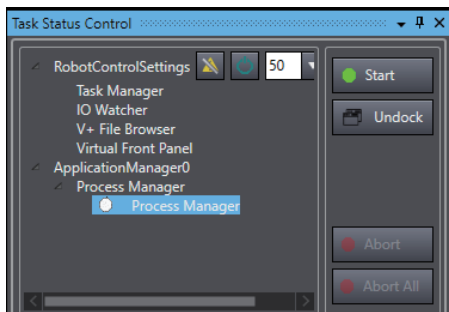 Task Status Control
RobotControlSettings 50
Start
Task Manager
IO Watcher
Undock
V+ File Browser
Virtual Front Panel
ApplicationManager0
Process Manager
Process Manager
Abort
Abort All